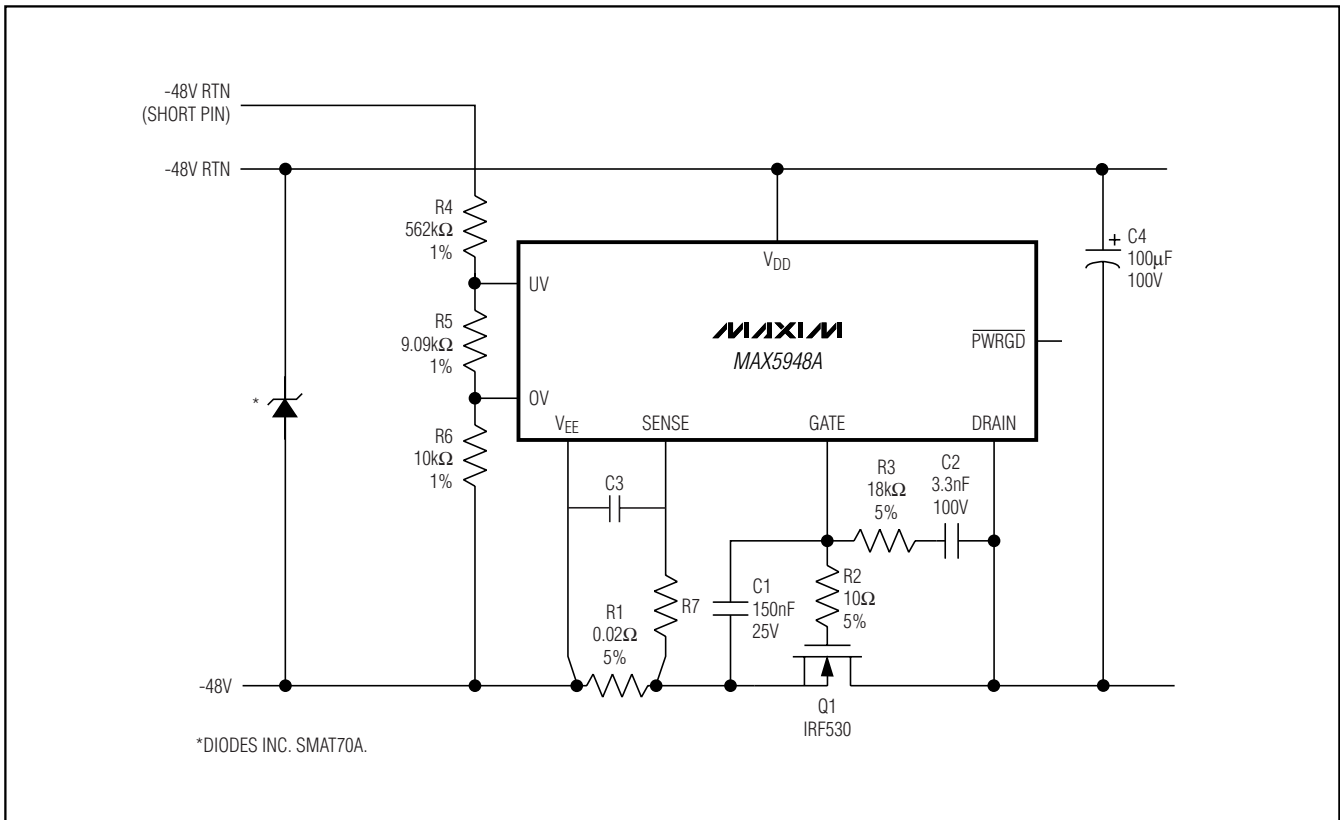 -48V RTN
(SHORT PIN)
-48V RTN
R4
562kΩ
1%
UV
R5
9.09kΩ
1%
OV
R6
10kΩ
1%
VDD
MAXIM
MAX5948A
PWRGD
VEE
SENSE
GATE
DRAIN
C4
+
100µF
100V
C3
R7
R1
0.02Ω
5%
C1
150nF
25V
R3
18kΩ
5%
C2
3.3nF
100V
R2
10Ω
5%
Q1
IRF530
*
-48V
*DIODES INC. SMAT70A.